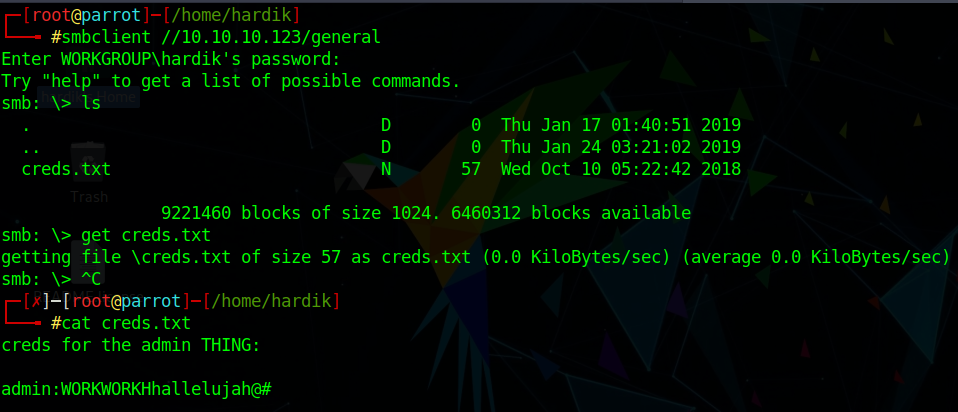 [root@parrot]─[/home/hardik]
#smbclient //10.10.10.123/general
Enter WORKGROUP\hardik's password:
Try "help" to get a list of possible commands.
smb: \> ls
. D 0 Thu Jan 17 01:40:51 2019
.. D 0 Thu Jan 24 03:21:02 2019
creds.txt N 57 Wed Oct 10 05:22:42 2018
Trash
9221460 blocks of size 1024. 6460312 blocks available
smb: \> get creds.txt
getting file \creds.txt of size 57 as creds.txt (0.0 KiloBytes/sec) (average 0.0 KiloBytes/sec)
smb: \> ^C
[✗]─[root@parrot]─[/home/hardik]
#cat creds.txt
creds for the admin THING:
admin:WORKWORKHhallelujah@#